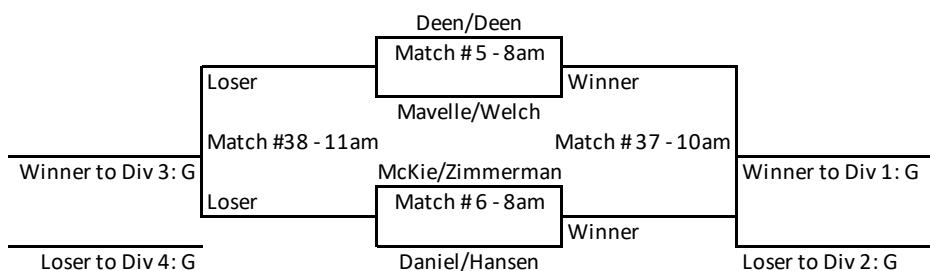 Deen/Deen
Match #5 - 8am
Loser
Winner
Mavelle/Welch
Match #38 - 11am
Match #37 - 10am
Winner to Div 3: G
McKie/Zimmerman
Winner to Div 1: G
Loser
Match #6 - 8am
Winner
Loser to Div 4: G
Daniel/Hansen
Loser to Div 2: G